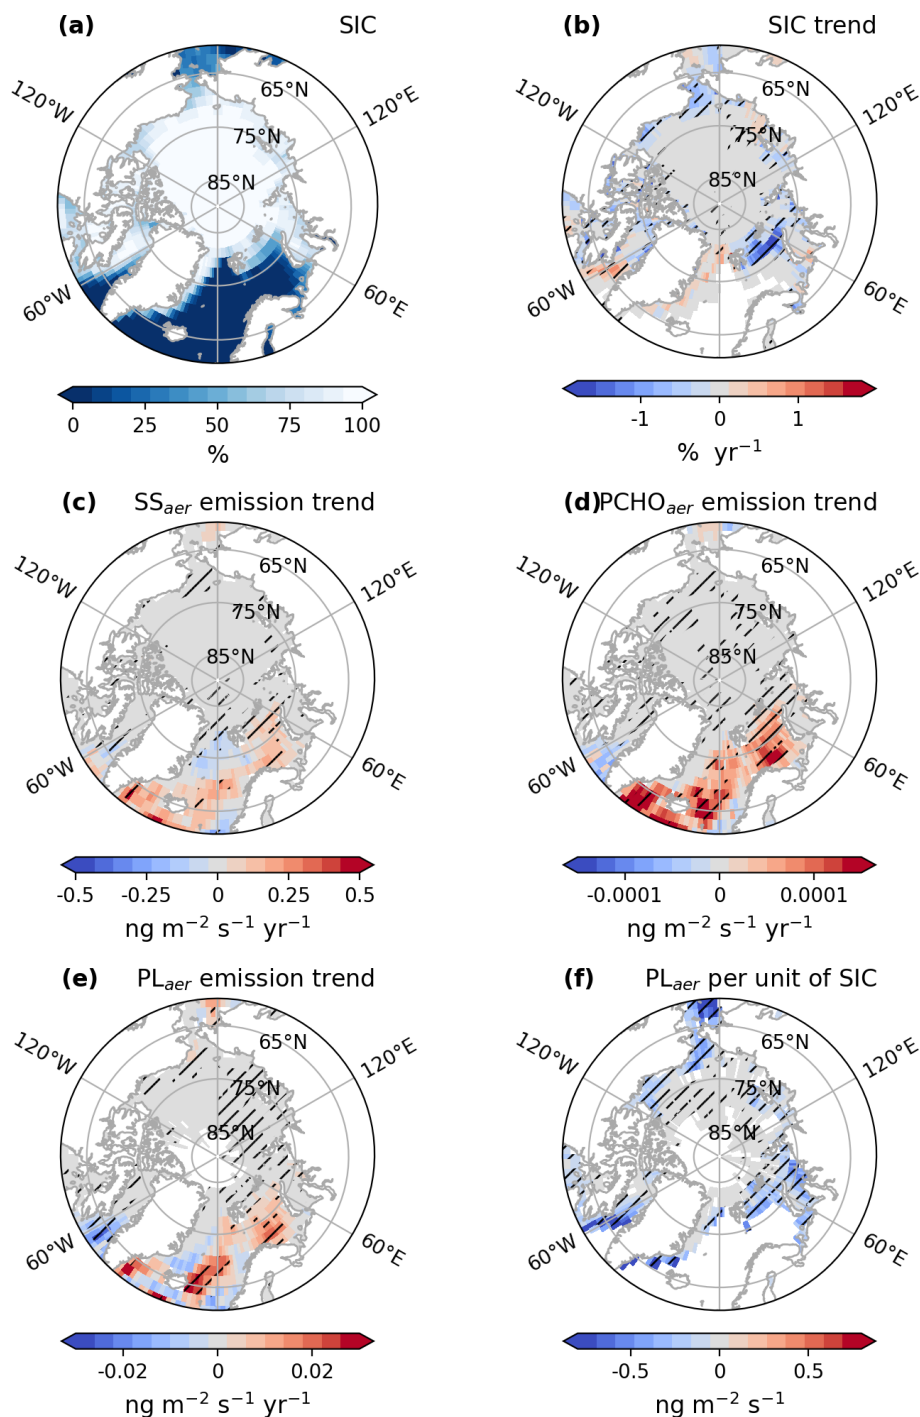 (a) SIC
(b) SIC trend
120°W 65°N 120°E
75°N
85°N
60°W 60°E
120°W 65°N 120°E
75°N
85°N
60°W 60°E
0 25 50 75 100
%
-1 0 1
% yr⁻¹
(c) SSₐₑᵣ emission trend
(d) PCHOₐₑᵣ emission trend
120°W 65°N 120°E
75°N
85°N
60°W 60°E
120°W 65°N 120°E
75°N
85°N
60°W 60°E
-0.5 -0.25 0 0.25 0.5
ng m⁻² s⁻¹ yr⁻¹
-0.0001 0 0.0001
ng m⁻² s⁻¹ yr⁻¹
(e) PLₐₑᵣ emission trend
(f) PLₐₑᵣ per unit of SIC
120°W 65°N 120°E
75°N
85°N
60°W 60°E
120°W 65°N 120°E
75°N
85°N
60°W 60°E
-0.02 0 0.02
ng m⁻² s⁻¹ yr⁻¹
-0.5 0 0.5
ng m⁻² s⁻¹